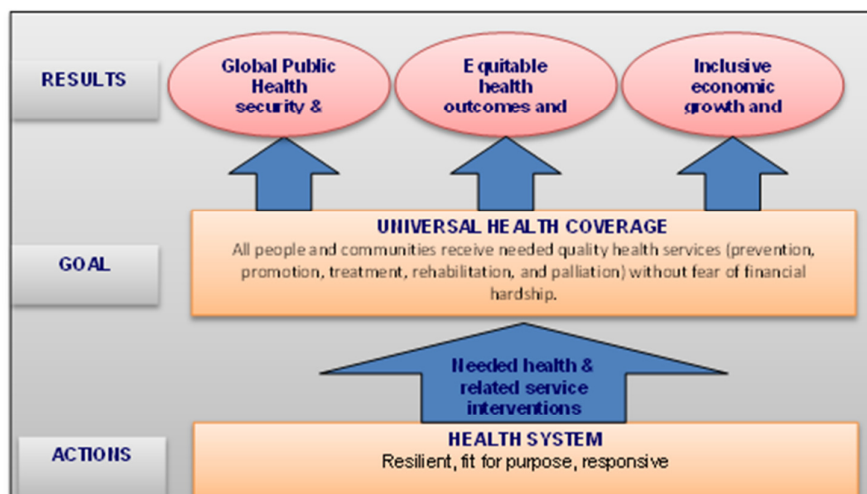 RESULTS
Global Public
Health
security &
Equitable
health
outcomes and
Inclusive
economic
growth and
GOAL
UNIVERSAL HEALTH COVERAGE
All people and communities receive needed quality health services (prevention,
promotion, treatment, rehabilitation, and palliation) without fear of financial
hardship.
Needed health &
related service
interventions
ACTIONS
HEALTH SYSTEM
Resilient, fit for purpose, responsive